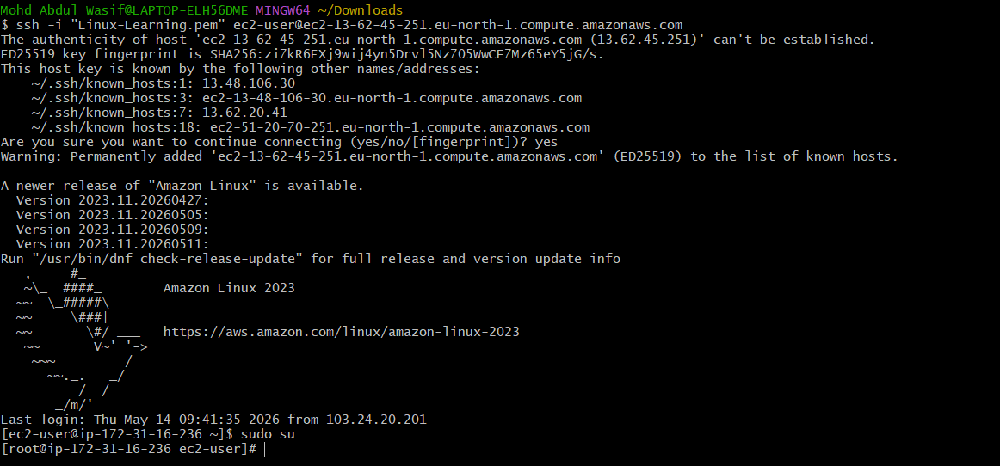 Mohd Abdul Wasif@LAPTOP-ELH56DME MINGW64 ~/Downloads
$ ssh -i "Linux-Learning.pem" ec2-user@ec2-13-62-45-251.eu-north-1.compute.amazonaws.com
The authenticity of host 'ec2-13-62-45-251.eu-north-1.compute.amazonaws.com (13.62.45.251)' can't be established.
ED25519 key fingerprint is SHA256:zi7kR6EXj9wij4yn5Drvl5Nz7O5WwCF7Mz65eY5jG/s.
This host key is known by the following other names/addresses:
    ~/.ssh/known_hosts:1: 13.48.106.30
    ~/.ssh/known_hosts:3: ec2-13-48-106-30.eu-north-1.compute.amazonaws.com
    ~/.ssh/known_hosts:7: 13.62.20.41
    ~/.ssh/known_hosts:18: ec2-51-20-70-251.eu-north-1.compute.amazonaws.com
Are you sure you want to continue connecting (yes/no/[fingerprint])? yes
Warning: Permanently added 'ec2-13-62-45-251.eu-north-1.compute.amazonaws.com' (ED25519) to the list of known hosts.

A newer release of "Amazon Linux" is available.
  Version 2023.11.20260427:
  Version 2023.11.20260505:
  Version 2023.11.20260509:
  Version 2023.11.20260511:
Run "/usr/bin/dnf check-release-update" for full release and version update info
   ,     #_
   ~\_  ####_        Amazon Linux 2023
  ~~  \_#####\
  ~~     \###|
  ~~       \#/ ___   https://aws.amazon.com/linux/amazon-linux-2023
   ~~       V~' '->
    ~~~         /
      ~~._.   _/
         _/ _/
       _/m/'
Last login: Thu May 14 09:41:35 2026 from 103.24.20.201
[ec2-user@ip-172-31-16-236 ~]$ sudo su
[root@ip-172-31-16-236 ec2-user]#